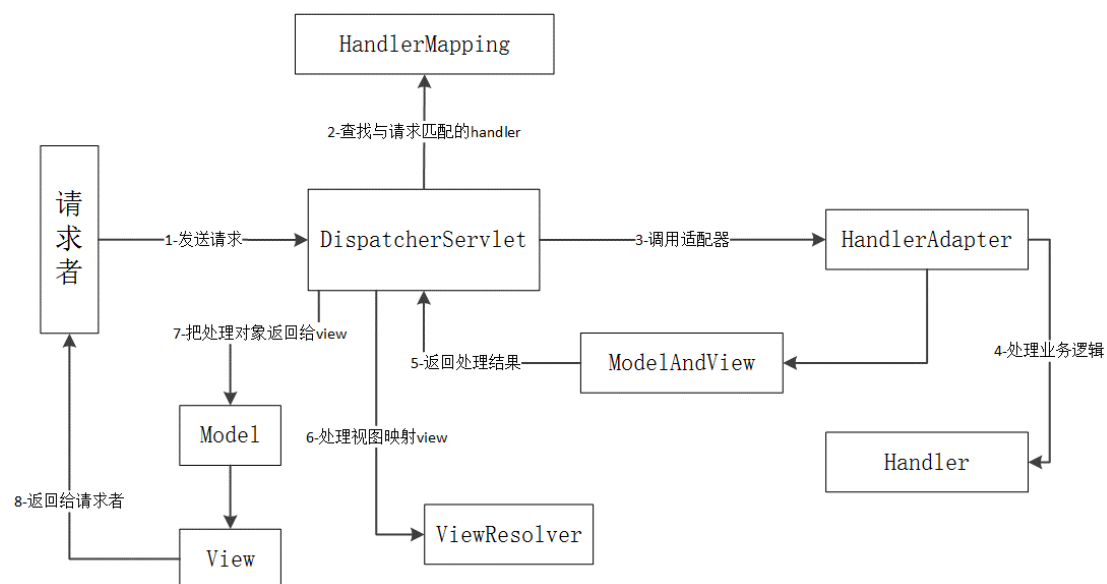 HandlerMapping
2-查找与请求匹配的handler
请求者
1-发送请求
DispatcherServlet
3-调用适配器
HandlerAdapter
7-把处理对象返回给view
5-返回处理结果
ModelAndView
4-处理业务逻辑
Model
6-处理视图映射view
Handler
8-返回给请求者
ViewResolver
View